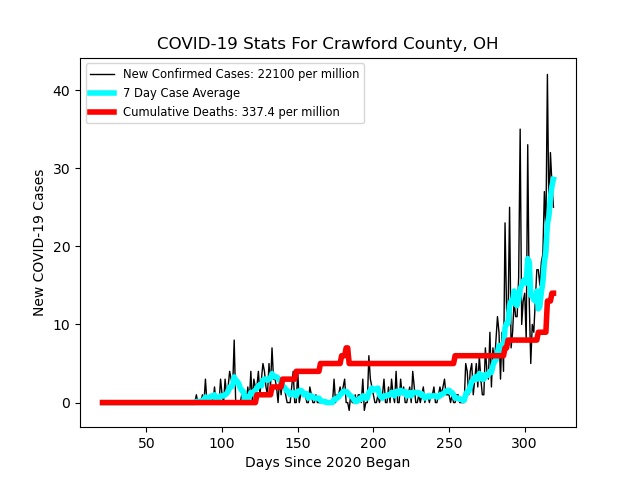 COVID-19 Stats For Crawford County, OH
New Confirmed Cases: 22100 per million
7 Day Case Average
Cumulative Deaths: 337.4 per million
New COVID-19 Cases
40
30
20
10
0
50 100 150 200 250 300
Days Since 2020 Began